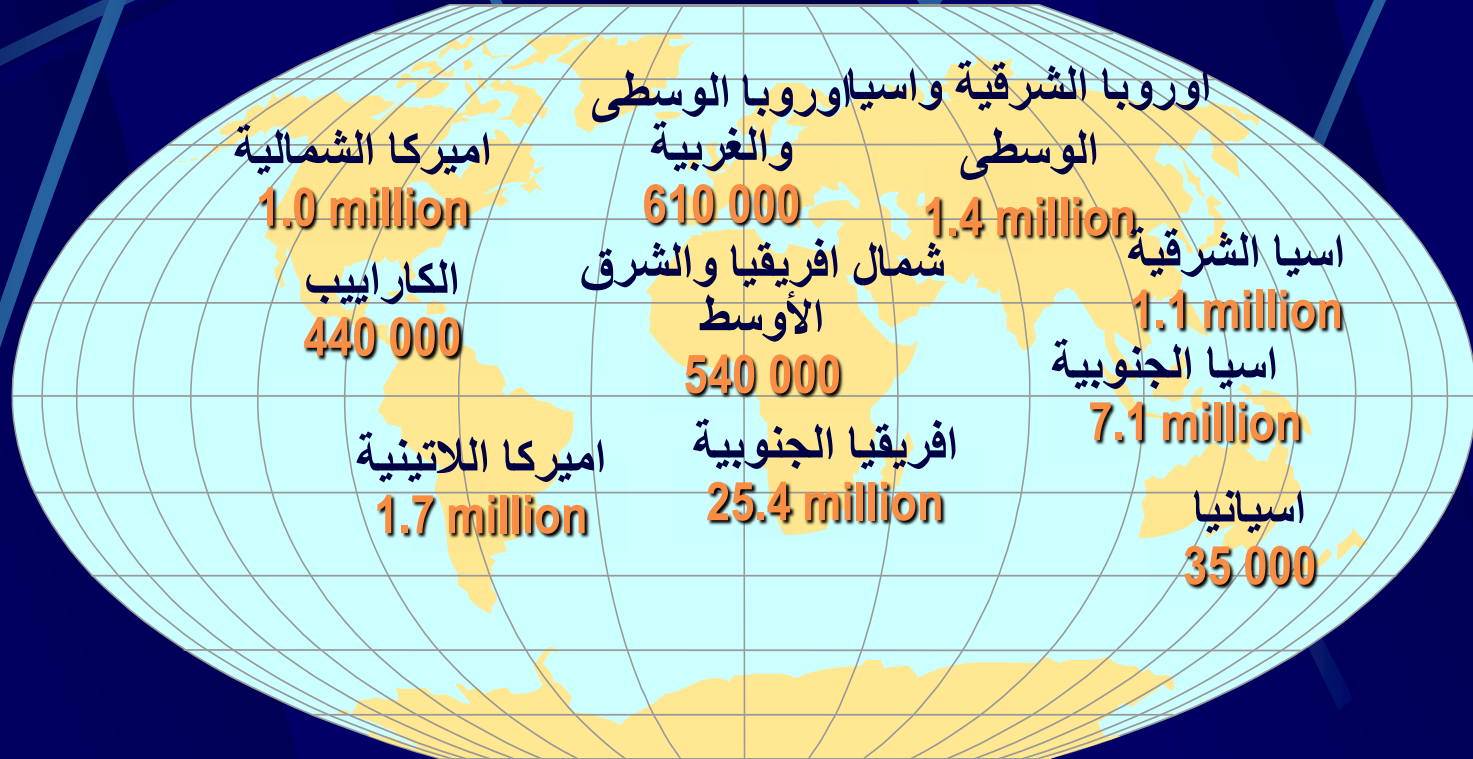 اوروبا الشرقية واسيا
الوسطى
1.4 million
اوروبا الوسطى
والغربية
610 000
اميركا الشمالية
1.0 million
اسيا الشرقية
1.1 million
شمال افريقيا والشرق
الأوسط
540 000
الكاراييب
440 000
اسيا الجنوبية
7.1 million
افريقيا الجنوبية
25.4 million
اميركا اللاتينية
1.7 million
اسيانيا
35 000